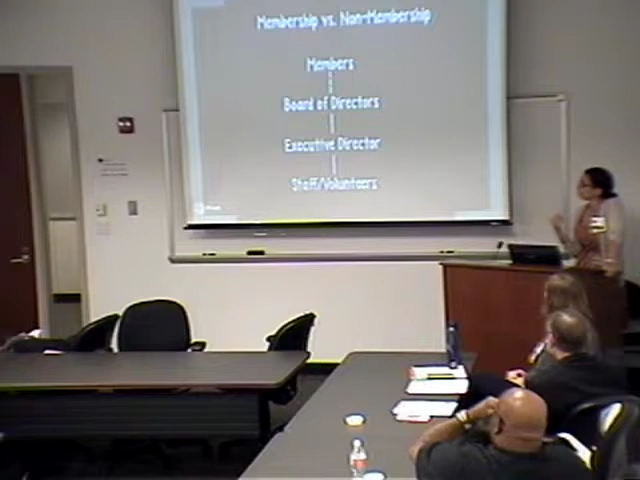 Membership vs. Non-Membership
Members
Board of Directors
Executive Director
Staff/Volunteers